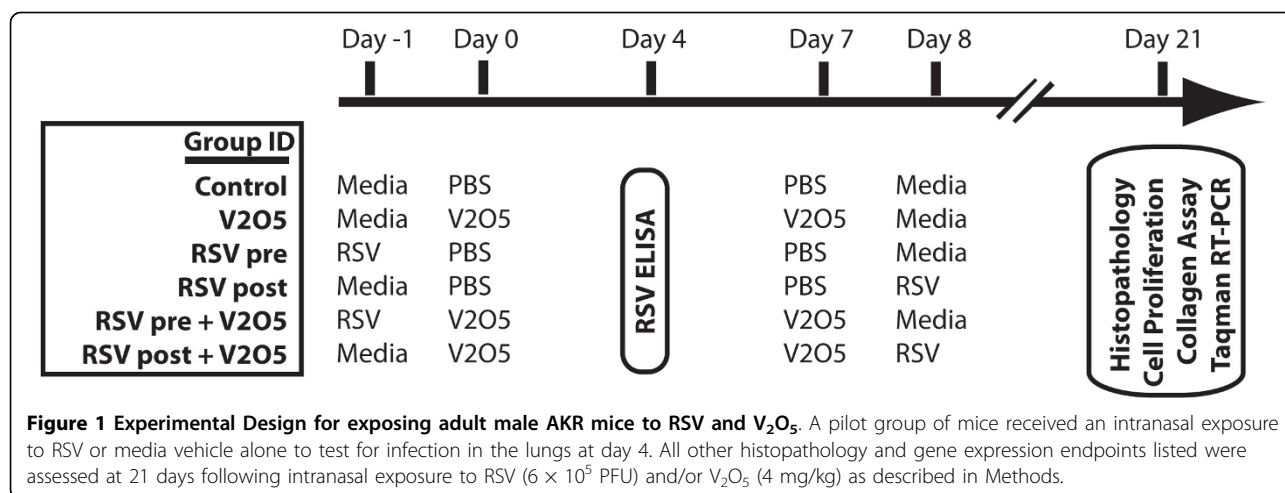 Day -1 Day 0 Day 4 Day 7 Day 8 Day 21
Group ID
Control Media PBS PBS Media
V2O5 Media V2O5 V2O5 Media
RSV pre RSV PBS PBS Media
RSV post Media PBS PBS RSV
RSV pre + V2O5 RSV V2O5 V2O5 Media
RSV post + V2O5 Media V2O5 V2O5 RSV
RSV ELISA
Histopathology
Cell Proliferation
Collagen Assay
Taqman RT-PCR
Figure 1 Experimental Design for exposing adult male AKR mice to RSV and V₂O₅. A pilot group of mice received an intranasal exposure
to RSV or media vehicle alone to test for infection in the lungs at day 4. All other histopathology and gene expression endpoints listed were
assessed at 21 days following intranasal exposure to RSV (6 × 10⁵ PFU) and/or V₂O₅ (4 mg/kg) as described in Methods.